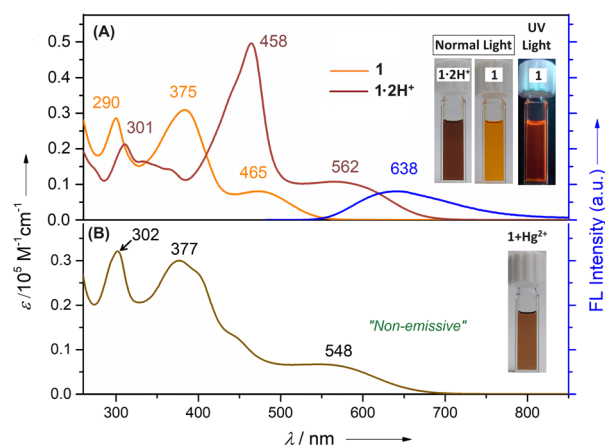 (A)
458
Normal Light
UV
Light
1·2H⁺
1
1
1
1·2H⁺
290
301
375
465
562
638
0.5
0.4
0.3
0.2
0.1
0.0
(B)
302
377
548
"Non-emissive"
1+Hg²⁺
0.3
0.2
0.1
0.0
300
400
500
600
700
800
λ / nm
ε /10⁵ M⁻¹cm⁻¹
FL Intensity (a.u.)